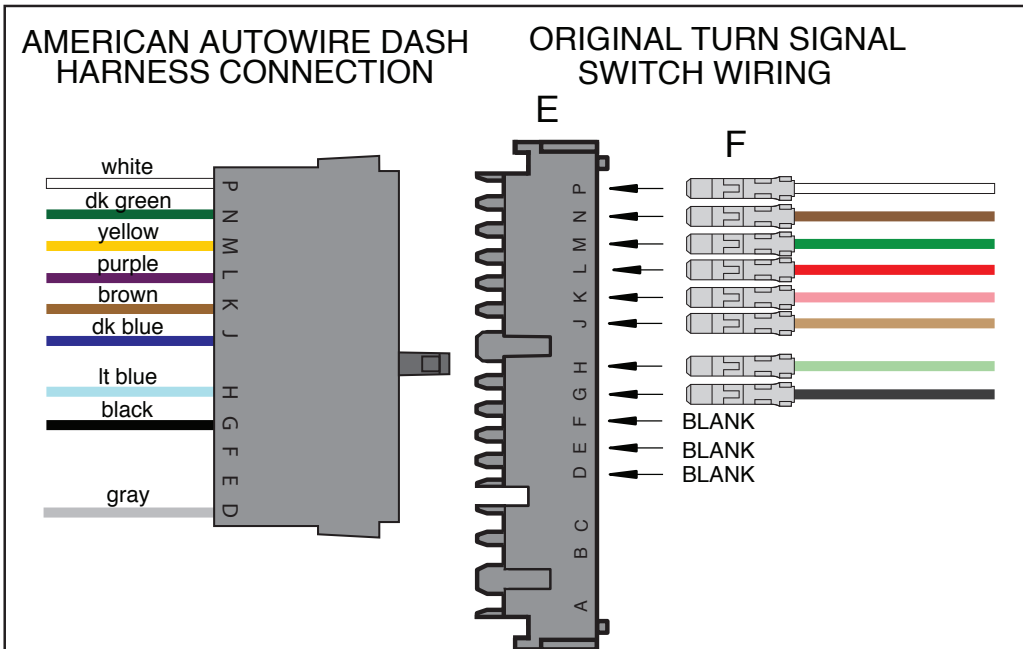 AMERICAN AUTOWIRE DASH
HARNESS CONNECTION
white
dk green
yellow
purple
brown
dk blue
lt blue
black
gray
P
N
M
L
K
J
H
G
F
E
D
ORIGINAL TURN SIGNAL
SWITCH WIRING
E
P
N
M
L
K
J
H
G
F
E
D
C
B
A
F
BLANK
BLANK
BLANK